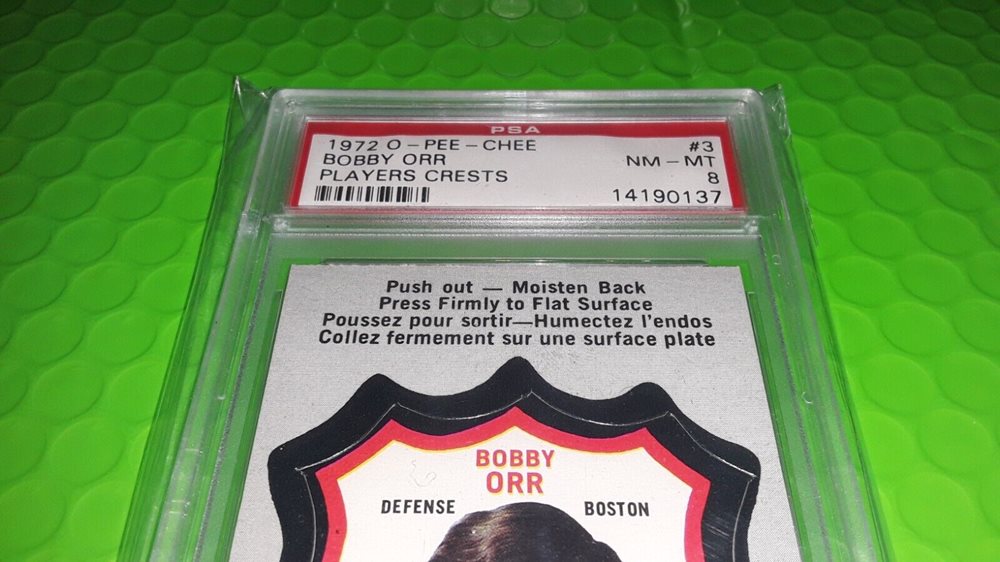 PSA
1972 O-PEE-CHEE #3
BOBBY ORR NM-MT
PLAYERS CRESTS 8
14190137
Push out — Moisten Back
Press Firmly to Flat Surface
Poussez pour sortir—Humectez l'endos
Collez fermement sur une surface plate
BOBBY
ORR
DEFENSE BOSTON